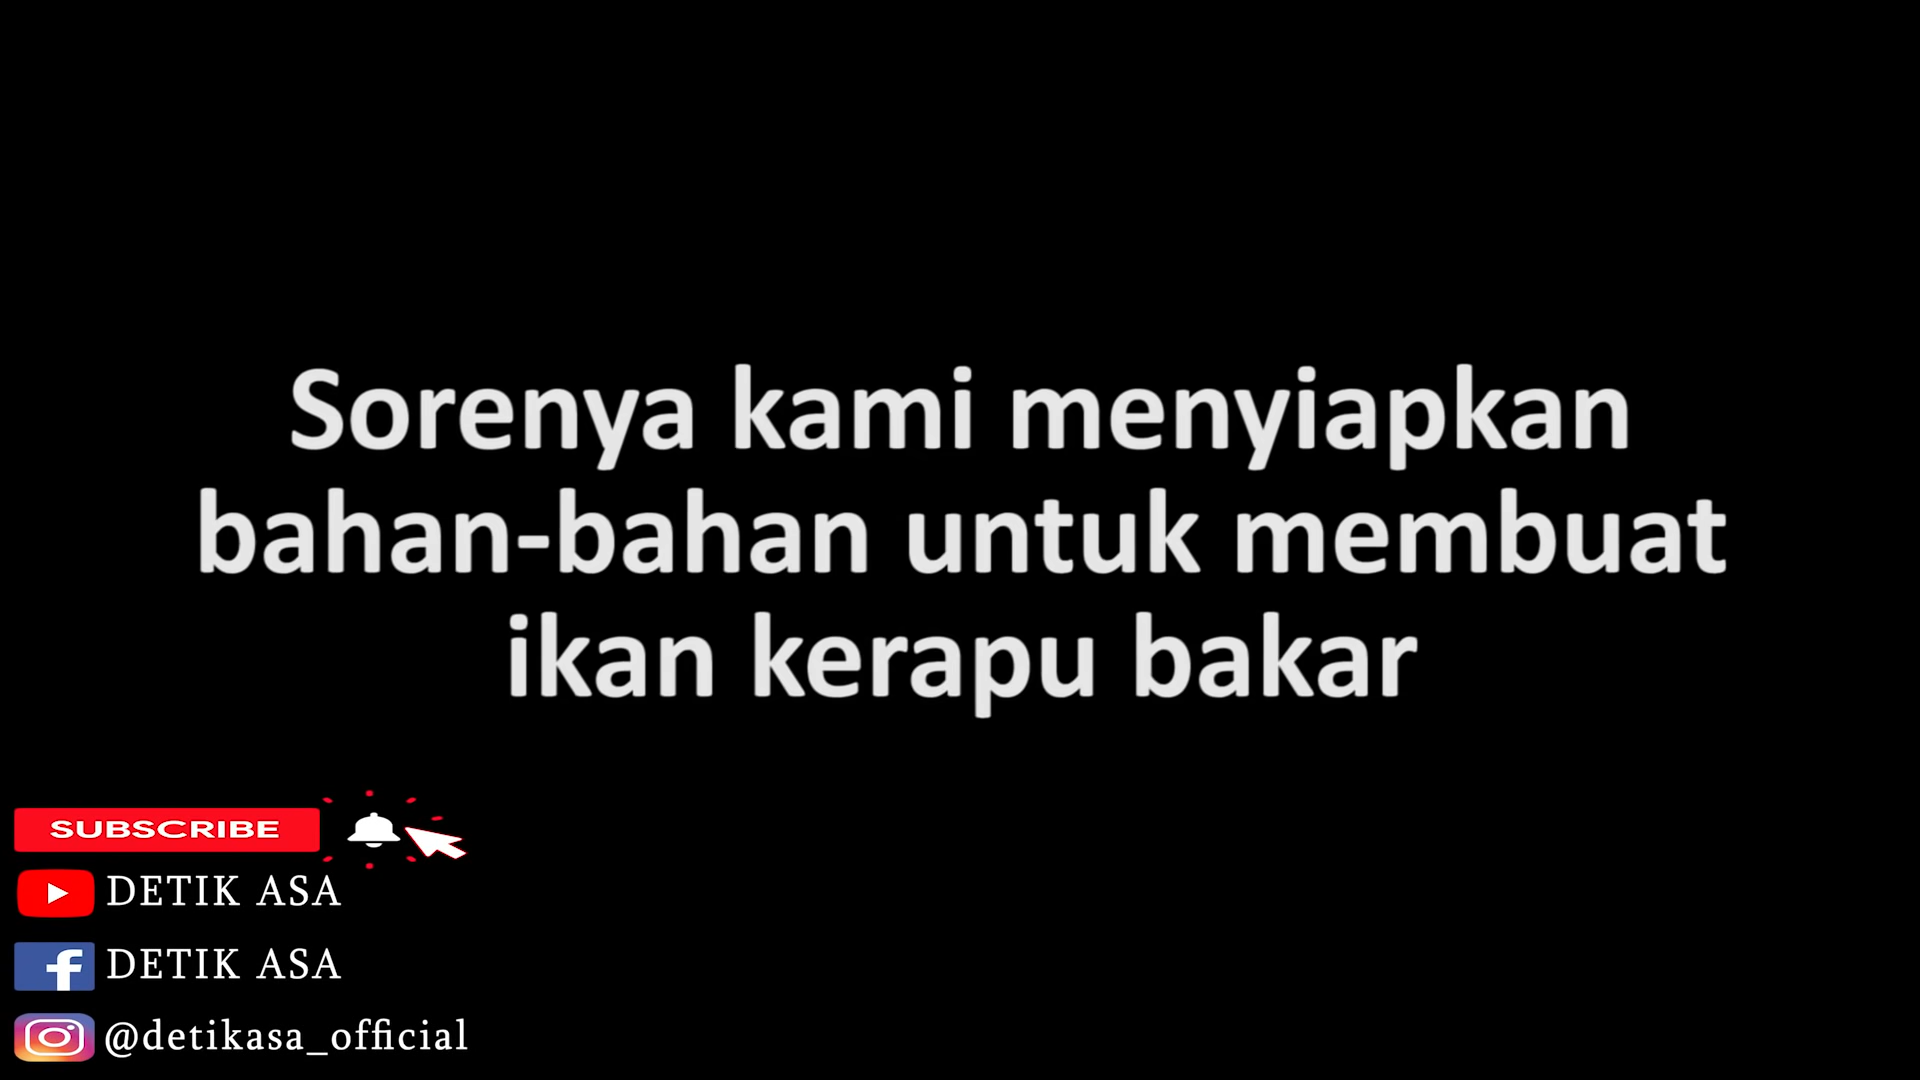 Sorenya kami menyiapkan
bahan-bahan untuk membuat
ikan kerapu bakar
SUBSCRIBE
DETIK ASA
DETIK ASA
@detikasa_official